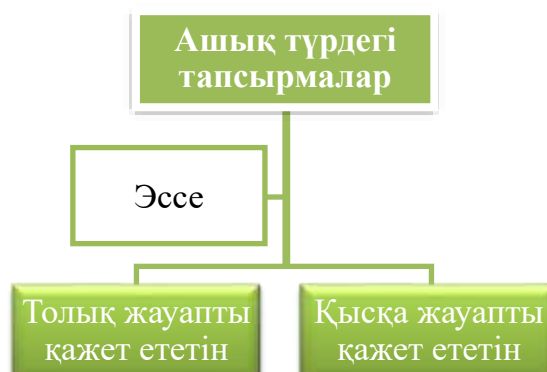 Ашық түрдегі
тапсырмалар
Эссе
Толық жауапты
қажет ететін
Қысқа жауапты
қажет ететін